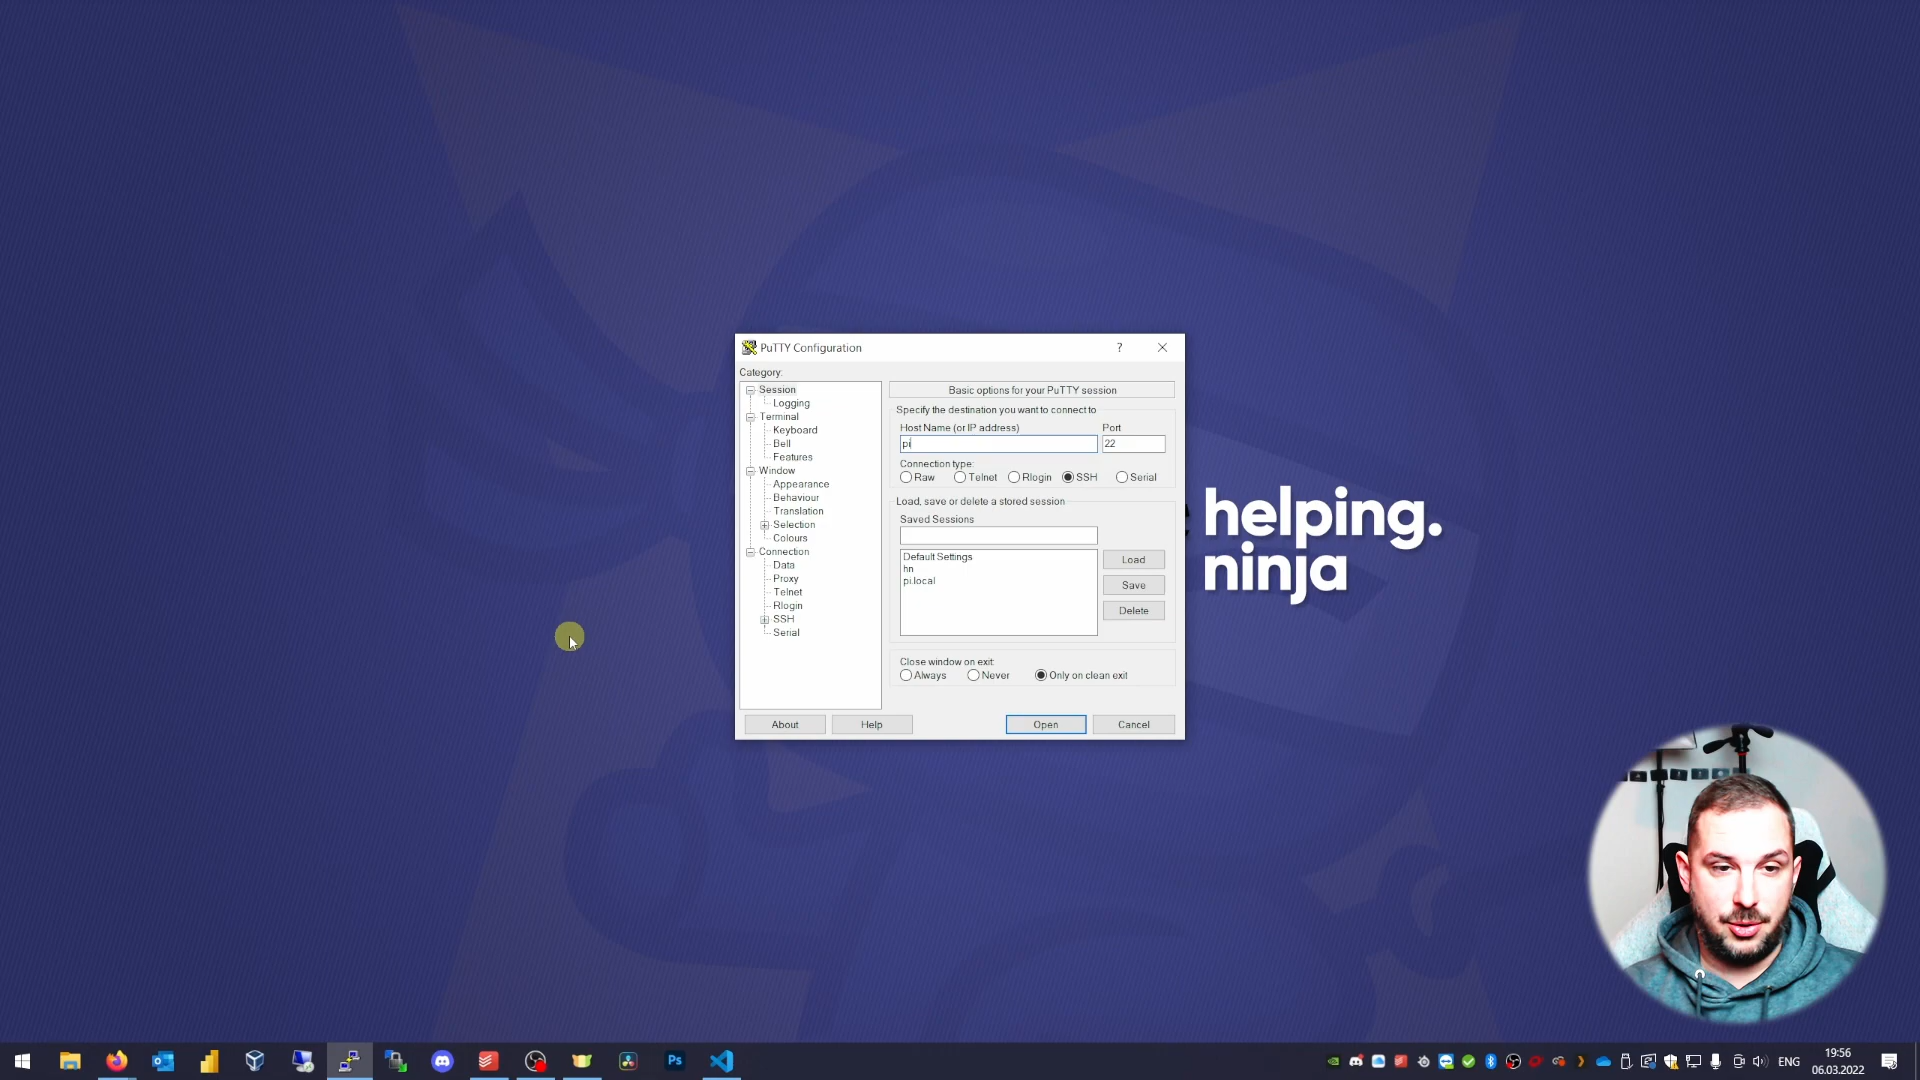 PuTTY Configuration
?
Category:
Session
Logging
Terminal
Keyboard
Bell
Features
Window
Appearance
Behaviour
Translation
Selection
Colours
Connection
Data
Proxy
Telnet
Rlogin
SSH
Serial
Basic options for your PuTTY session
Specify the destination you want to connect to
Host Name (or IP address) Port
pi 22
Connection type:
Raw Telnet Rlogin SSH Serial
Load, save or delete a stored session
Saved Sessions
Default Settings
hn
pi.local
Load
Save
Delete
Close window on exit:
Always Never Only on clean exit
About Help Open Cancel
helping.
ninja
Ps
ENG
19:56
06.03.2022